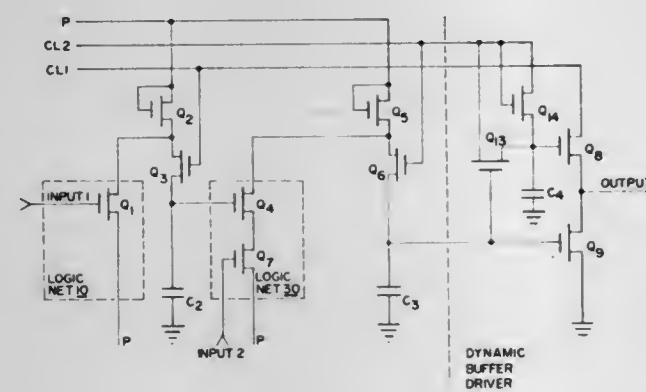 P
CL2
CL1
Q2
Q5
Q14
Q13
Q8
Q3
Q6
INPUT 1
Q1
Q4
C4
OUTPUT
Q7
Q9
LOGIC
NET 10
C2
LOGIC
NET 30
C3
P
INPUT 2
P
DYNAMIC
BUFFER
DRIVER